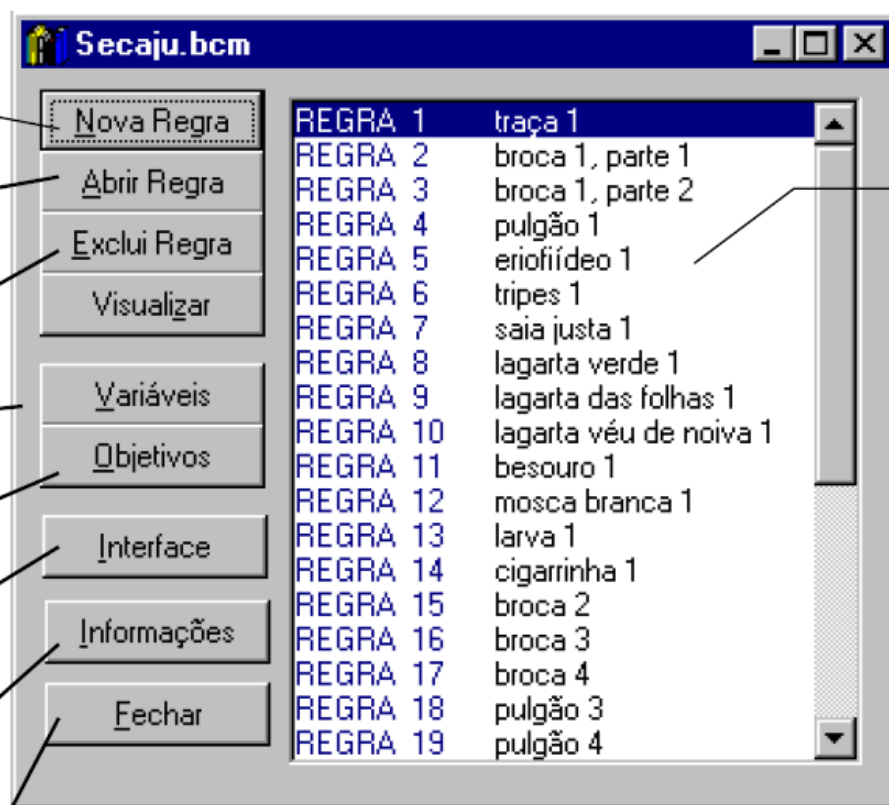 Secaju.bcm
Nova Regra
Abrir Regra
Exclui Regra
Visualizar
Variáveis
Objetivos
Interface
Informações
Fechar
REGRA 1 traça 1
REGRA 2 broca 1, parte 1
REGRA 3 broca 1, parte 2
REGRA 4 pulgão 1
REGRA 5 eriofiídeo 1
REGRA 6 tripes 1
REGRA 7 saia justa 1
REGRA 8 lagarta verde 1
REGRA 9 lagarta das folhas 1
REGRA 10 lagarta véu de noiva 1
REGRA 11 besouro 1
REGRA 12 mosca branca 1
REGRA 13 larva 1
REGRA 14 cigarrinha 1
REGRA 15 broca 2
REGRA 16 broca 3
REGRA 17 broca 4
REGRA 18 pulgão 3
REGRA 19 pulgão 4